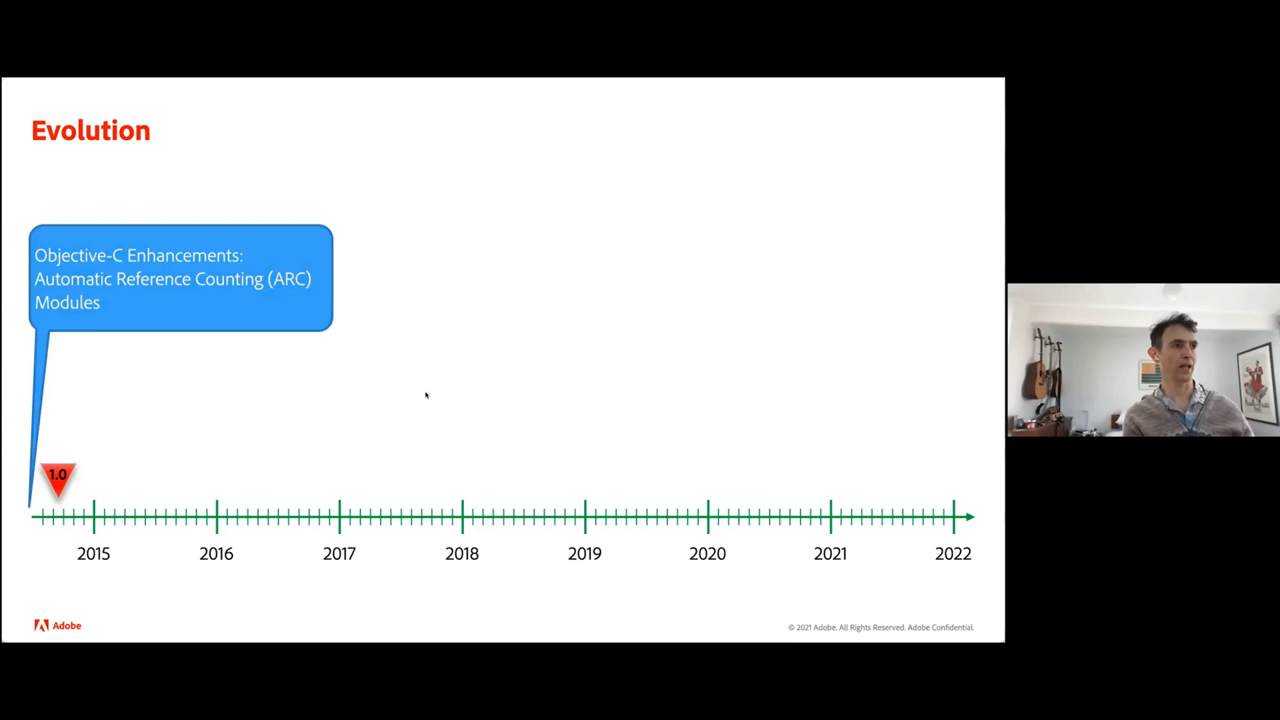 Evolution
Objective-C Enhancements:
Automatic Reference Counting (ARC)
Modules
1.0
2015
2016
2017
2018
2019
2020
2021
2022
Adobe
© 2021 Adobe. All Rights Reserved. Adobe Confidential.